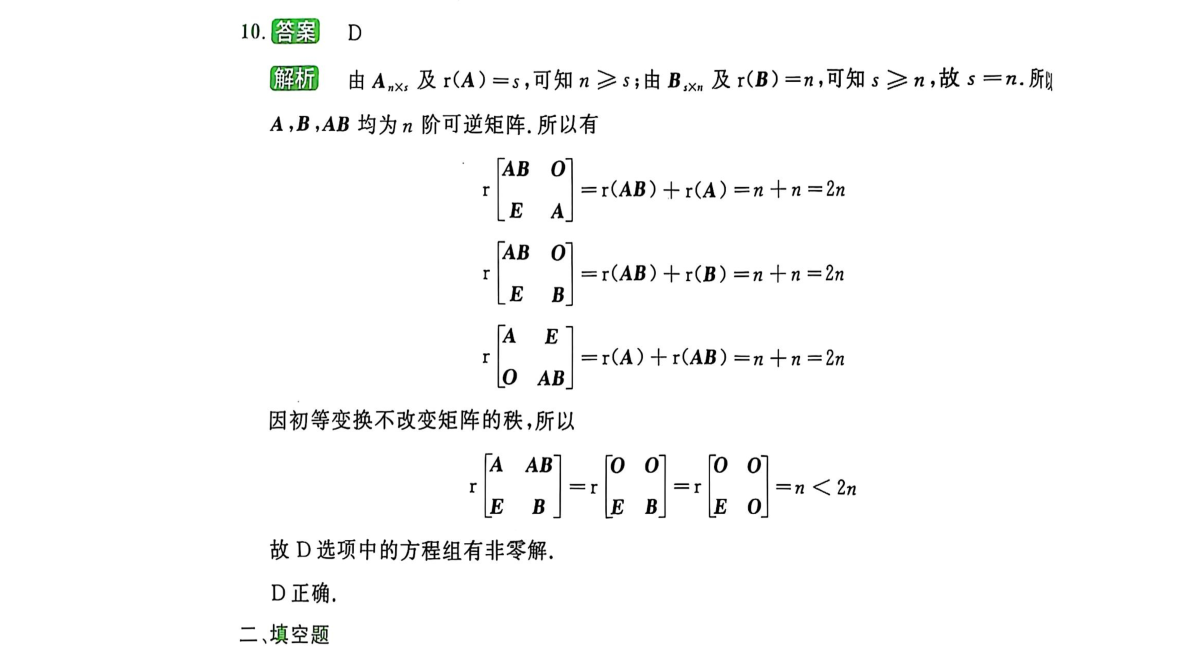 10. 答案 D
解析 由 A_{n×s} 及 r(A)=s,可知 n≥s;由 B_{s×n} 及 r(B)=n,可知 s≥n,故 s=n.所以
A,B,AB 均为 n 阶可逆矩阵.所以有
r[AB O; E A]=r(AB)+r(A)=n+n=2n
r[AB O; E B]=r(AB)+r(B)=n+n=2n
r[A E; O AB]=r(A)+r(AB)=n+n=2n
因初等变换不改变矩阵的秩,所以
r[A AB; E B]=r[O O; E B]=r[O O; E O]=n<2n
故 D 选项中的方程组有非零解.
D 正确.
二、填空题